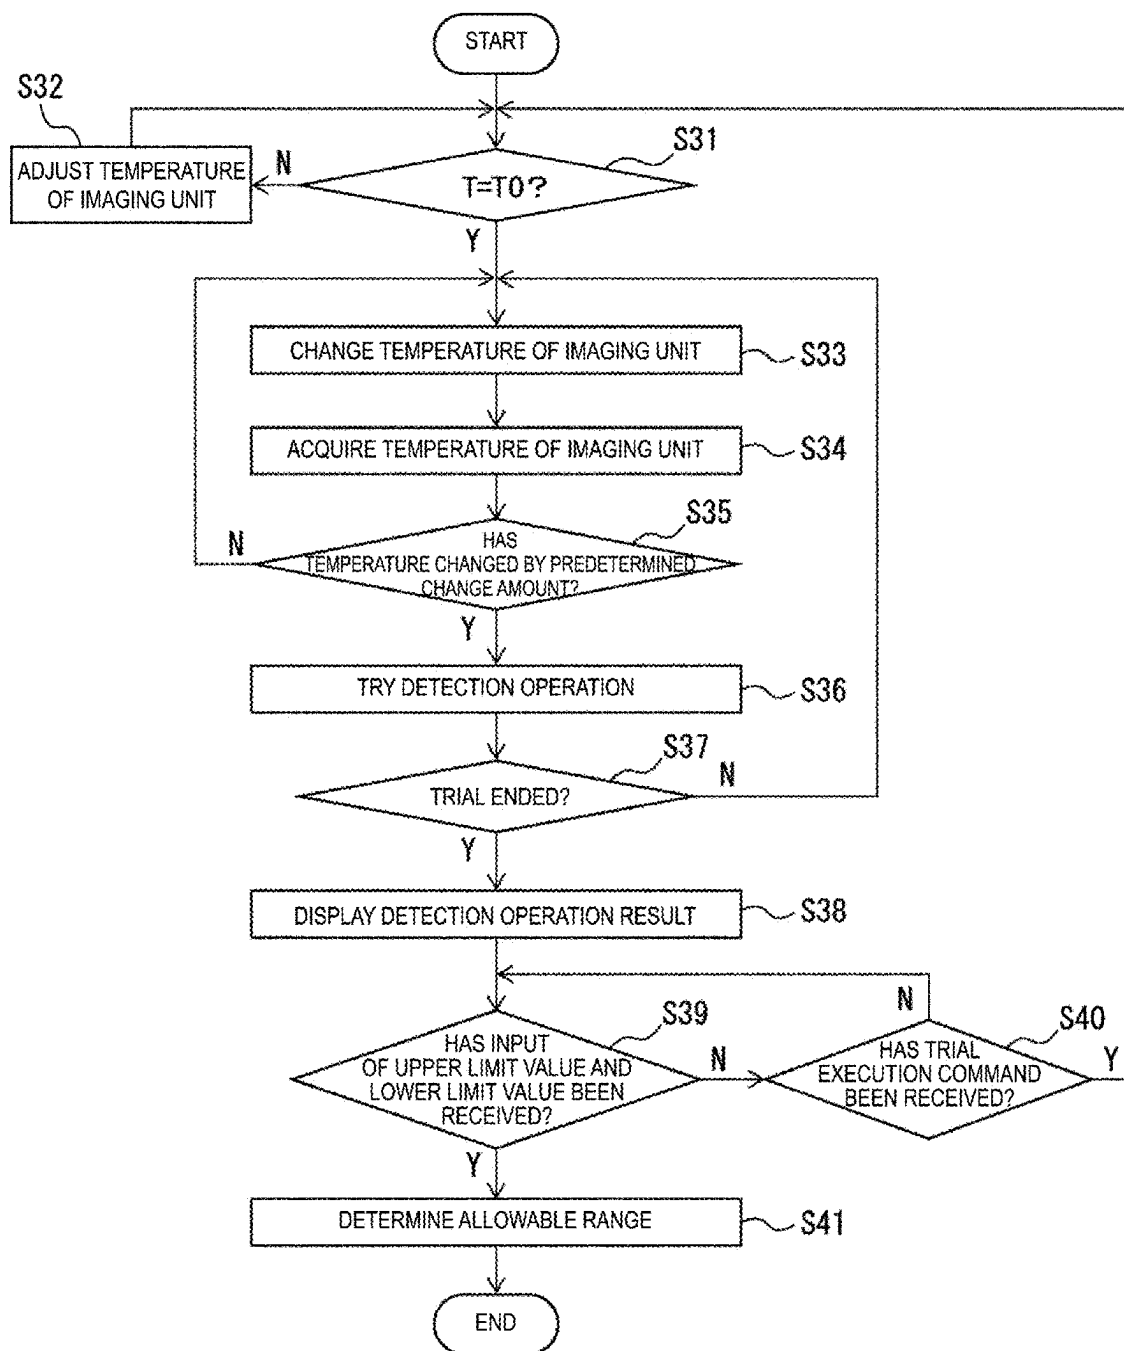 START
S32
S31
ADJUST TEMPERATURE
OF IMAGING UNIT
N
T=T0?
Y
CHANGE TEMPERATURE OF IMAGING UNIT
S33
ACQUIRE TEMPERATURE OF IMAGING UNIT
S34
S35
N
HAS
TEMPERATURE CHANGED BY PREDETERMINED
CHANGE AMOUNT?
Y
TRY DETECTION OPERATION
S36
S37
N
TRIAL ENDED?
Y
DISPLAY DETECTION OPERATION RESULT
S38
S39
HAS INPUT
OF UPPER LIMIT VALUE AND
LOWER LIMIT VALUE BEEN
RECEIVED?
N
Y
N
S40
HAS TRIAL
EXECUTION COMMAND
BEEN RECEIVED?
Y
DETERMINE ALLOWABLE RANGE
S41
END